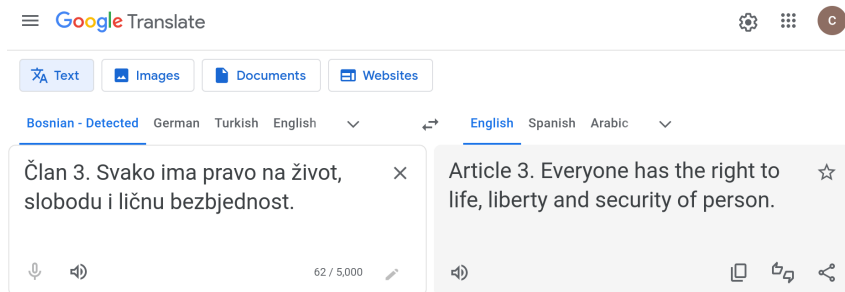 Google Translate
C
Text Images Documents Websites
Bosnian - Detected German Turkish English English Spanish Arabic
Član 3. Svako ima pravo na život,
slobodu i ličnu bezbjednost.
62 / 5,000
Article 3. Everyone has the right to
life, liberty and security of person.